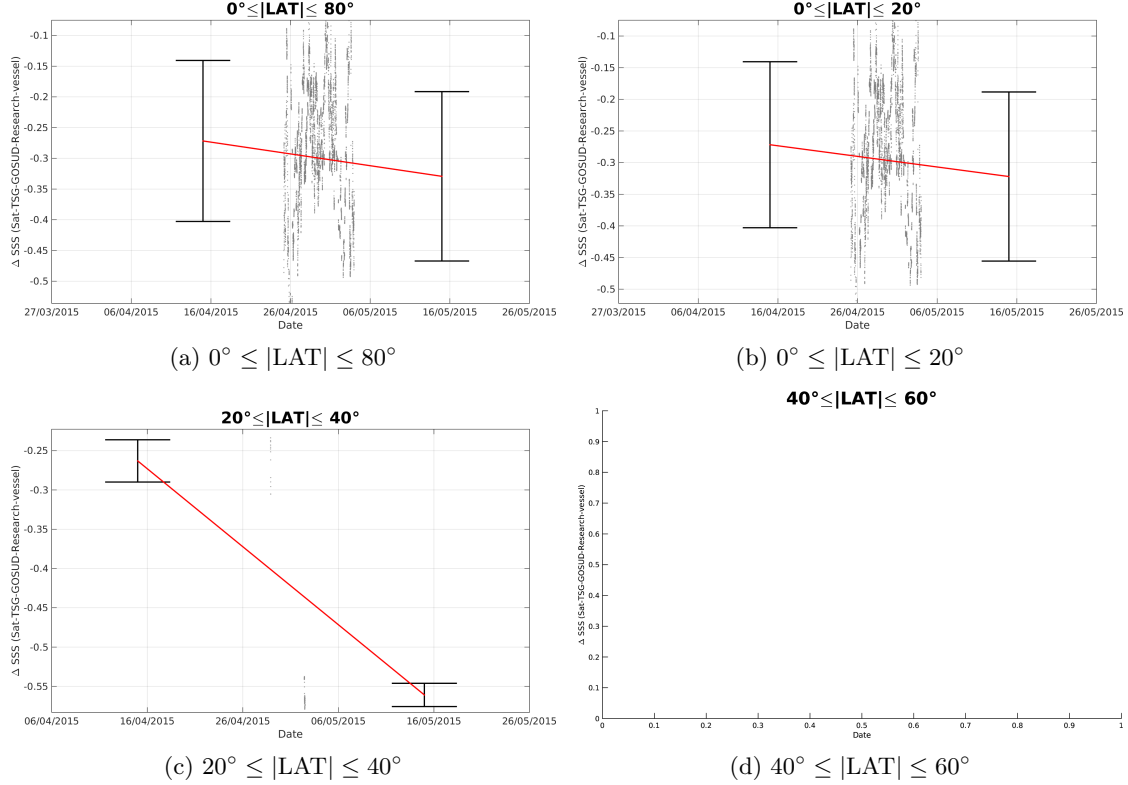 0°≤|LAT|≤ 80°
Δ SSS (Sat-TSG-GOSUD-Research-vessel)
-0.1
-0.15
-0.2
-0.25
-0.3
-0.35
-0.4
-0.45
-0.5
27/03/2015 06/04/2015 16/04/2015 26/04/2015 06/05/2015 16/05/2015 26/05/2015
Date
(a) 0° ≤ |LAT| ≤ 80°
0°≤|LAT|≤ 20°
Δ SSS (Sat-TSG-GOSUD-Research-vessel)
-0.1
-0.15
-0.2
-0.25
-0.3
-0.35
-0.4
-0.45
-0.5
27/03/2015 06/04/2015 16/04/2015 26/04/2015 06/05/2015 16/05/2015 26/05/2015
Date
(b) 0° ≤ |LAT| ≤ 20°
20°≤|LAT|≤ 40°
Δ SSS (Sat-TSG-GOSUD-Research-vessel)
-0.25
-0.3
-0.35
-0.4
-0.45
-0.5
-0.55
06/04/2015 16/04/2015 26/04/2015 06/05/2015 16/05/2015 26/05/2015
Date
(c) 20° ≤ |LAT| ≤ 40°
40°≤|LAT|≤ 60°
Δ SSS (Sat-TSG-GOSUD-Research-vessel)
1
0.9
0.8
0.7
0.6
0.5
0.4
0.3
0.2
0.1
0
0 0.1 0.2 0.3 0.4 0.5 0.6 0.7 0.8 0.9 1
Date
(d) 40° ≤ |LAT| ≤ 60°